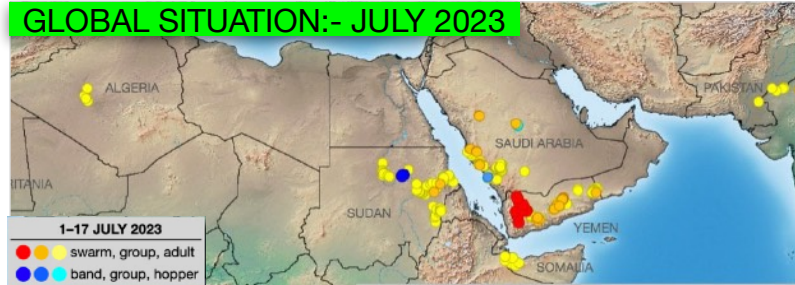 GLOBAL SITUATION:- JULY 2023
ALGERIA
PAKISTAN
SAUDI ARABIA
RITANIA
SUDAN
YEMEN
SOMALIA
1–17 JULY 2023
swarm, group, adult
band, group, hopper